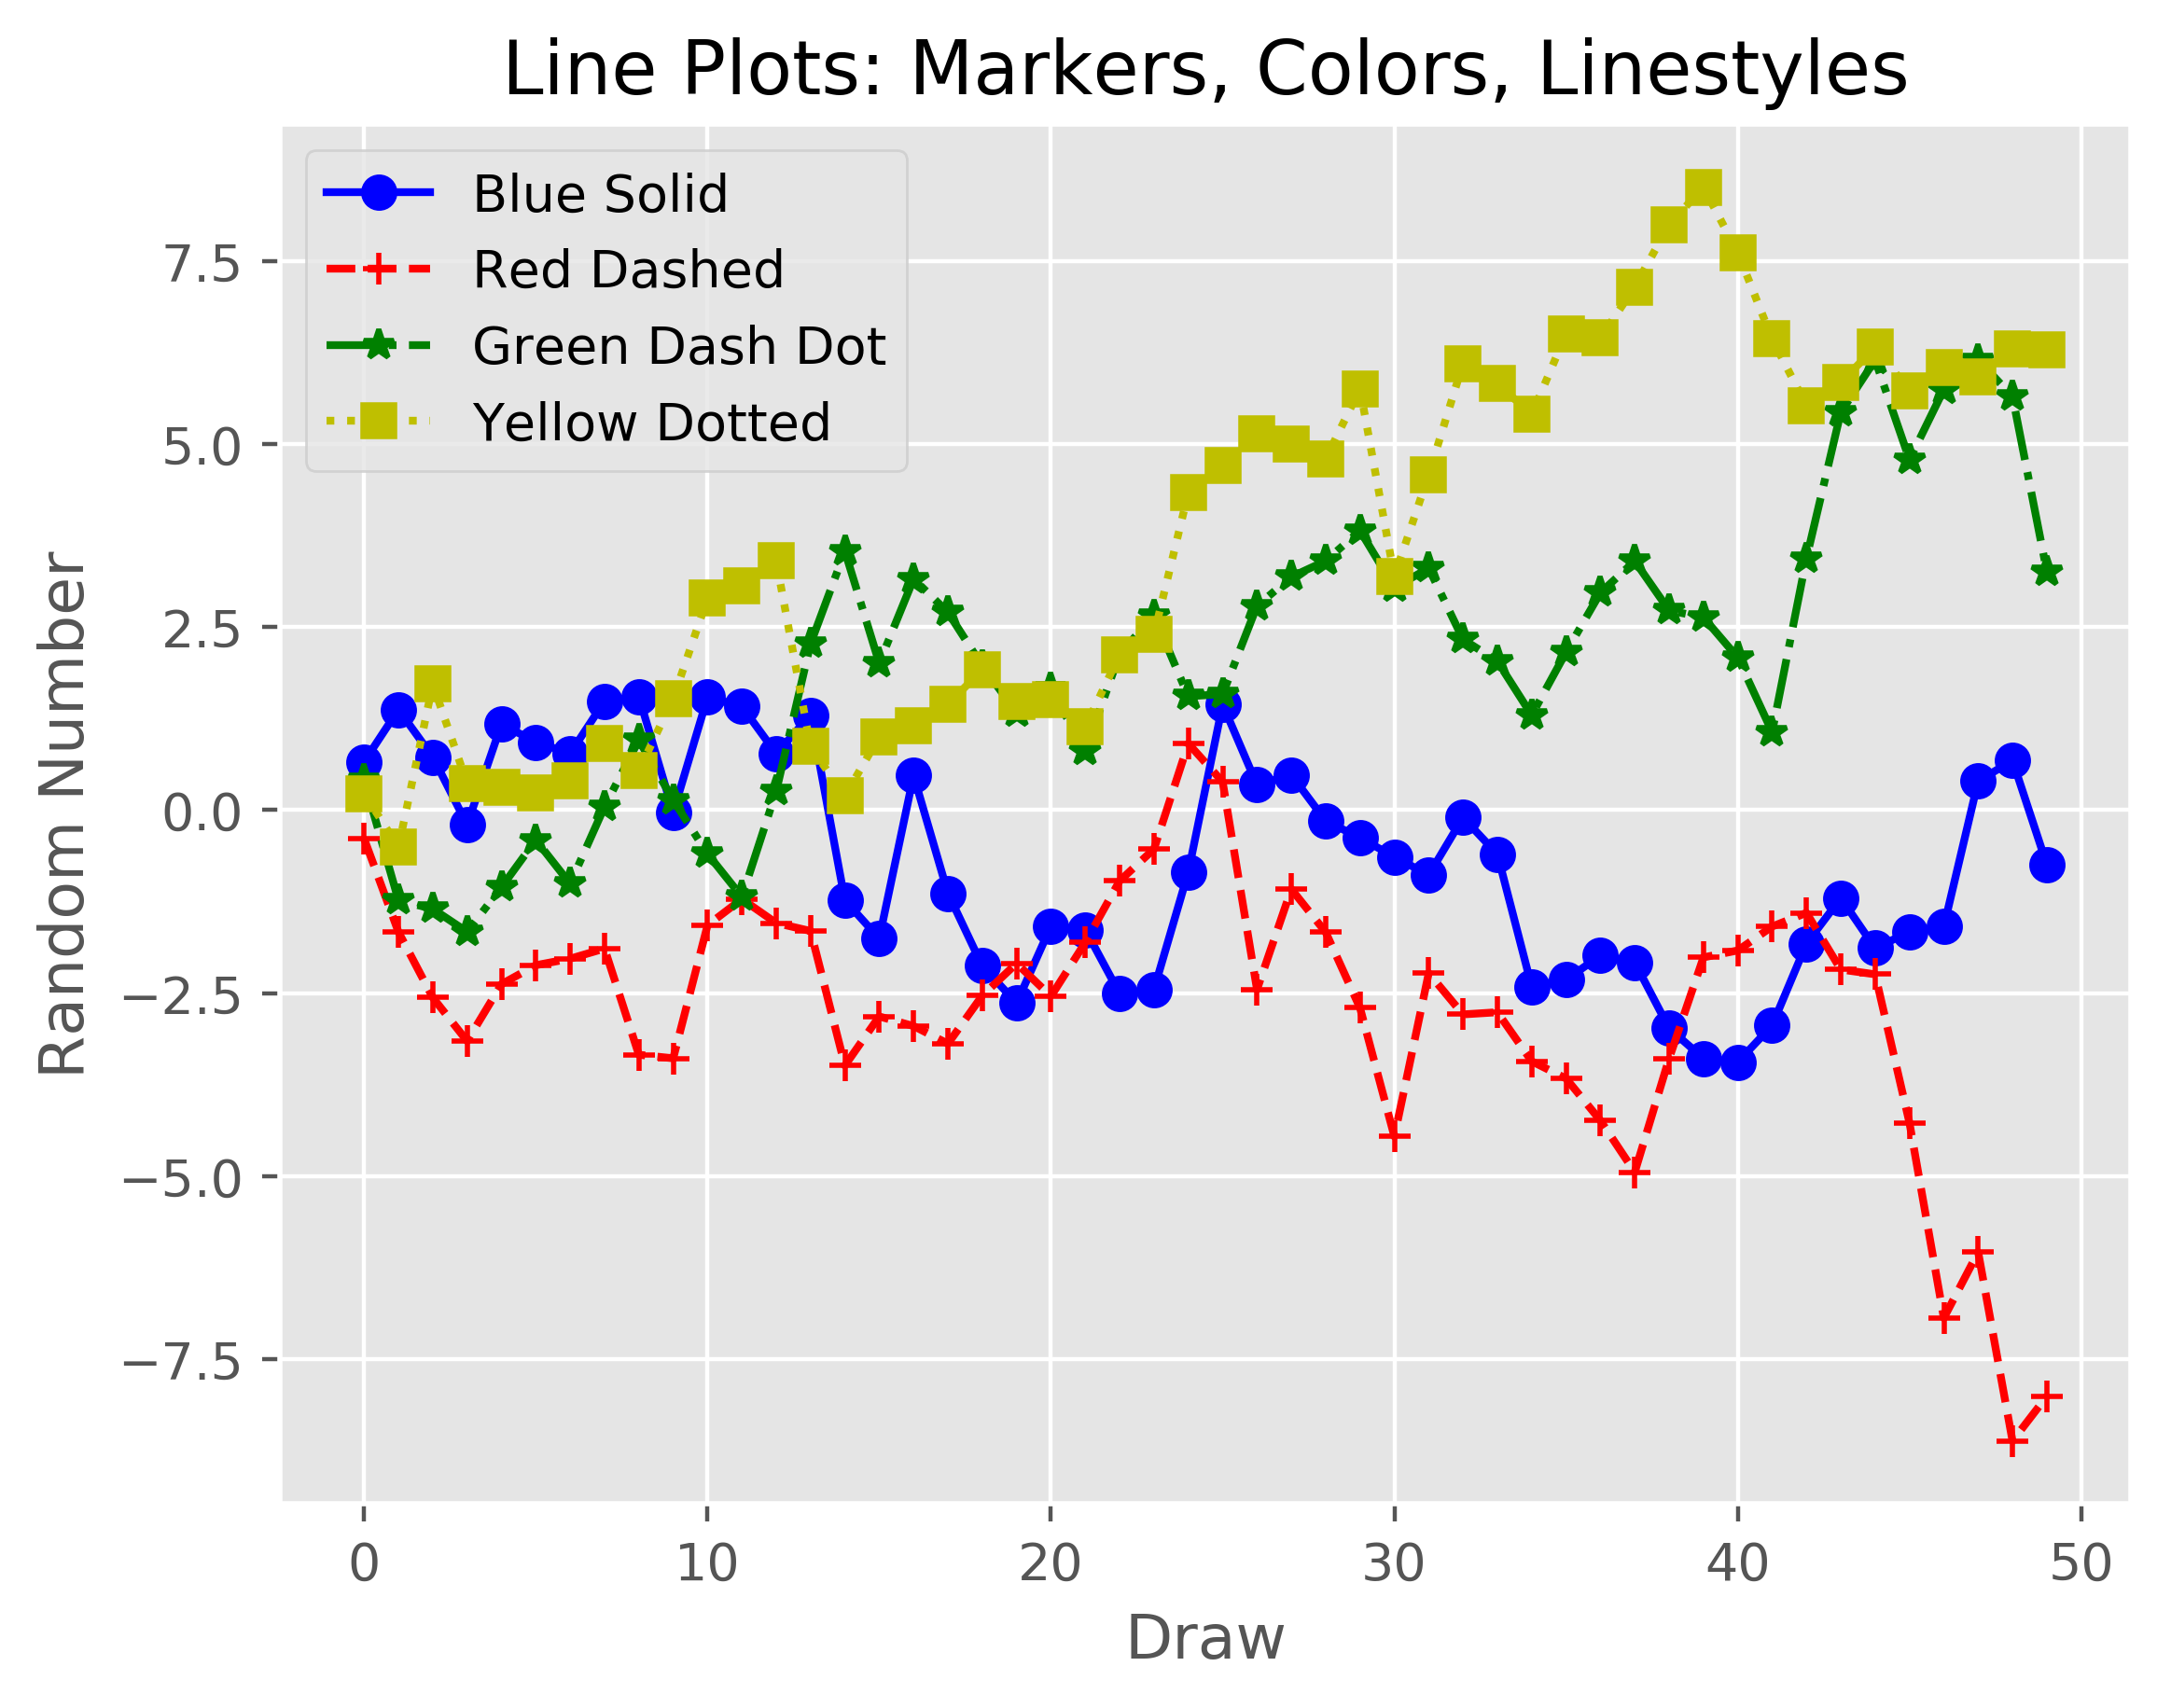 Line Plots: Markers, Colors, Linestyles
Blue Solid
Red Dashed
Green Dash Dot
Yellow Dotted
Random Number
7.5
5.0
2.5
0.0
−2.5
−5.0
−7.5
0 10 20 30 40 50
Draw